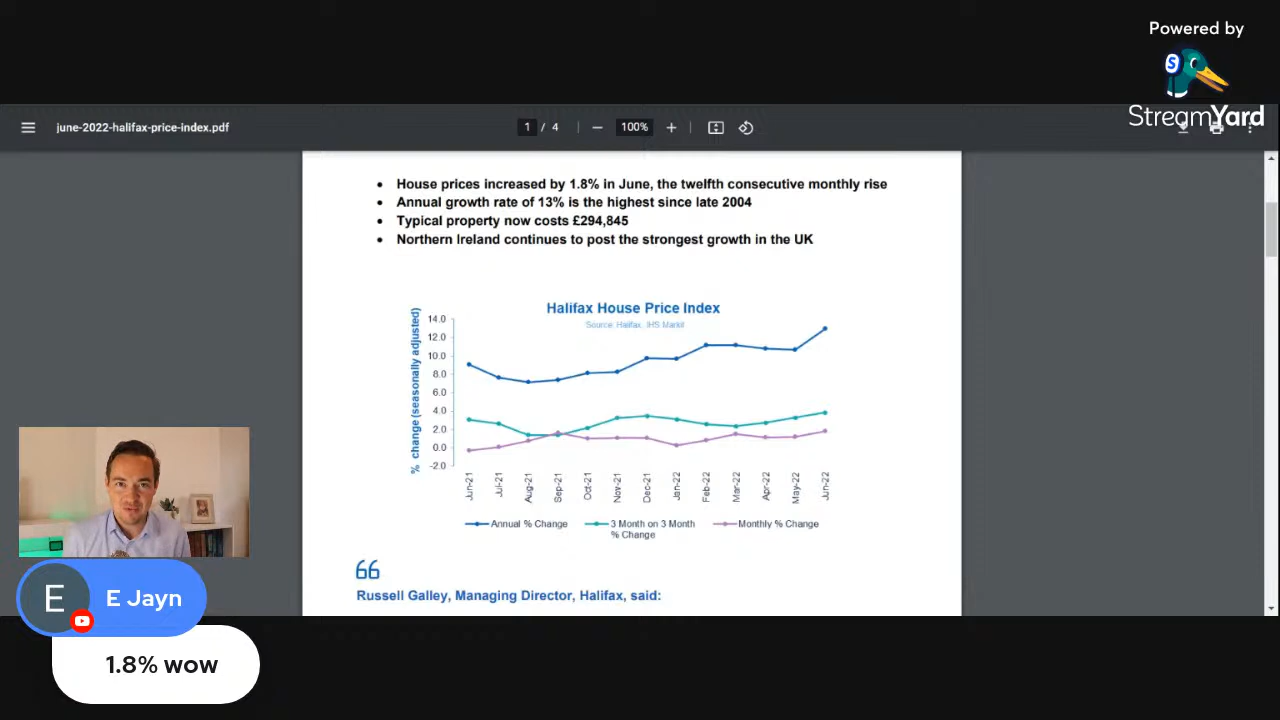 Powered by
S
StreamYard
june-2022-halifax-price-index.pdf
1 / 4
100%
• House prices increased by 1.8% in June, the twelfth consecutive monthly rise
• Annual growth rate of 13% is the highest since late 2004
• Typical property now costs £294,845
• Northern Ireland continues to post the strongest growth in the UK
Halifax House Price Index
Source: Halifax, IHS Markit
% change (seasonally adjusted)
14.0
12.0
10.0
8.0
6.0
4.0
2.0
0.0
-2.0
Jun-21
Jul-21
Aug-21
Sep-21
Oct-21
Nov-21
Dec-21
Jan-22
Feb-22
Mar-22
Apr-22
May-22
Jun-22
Annual % Change
3 Month on 3 Month
% Change
Monthly % Change
Russell Galley, Managing Director, Halifax, said:
E
E Jayn
1.8% wow